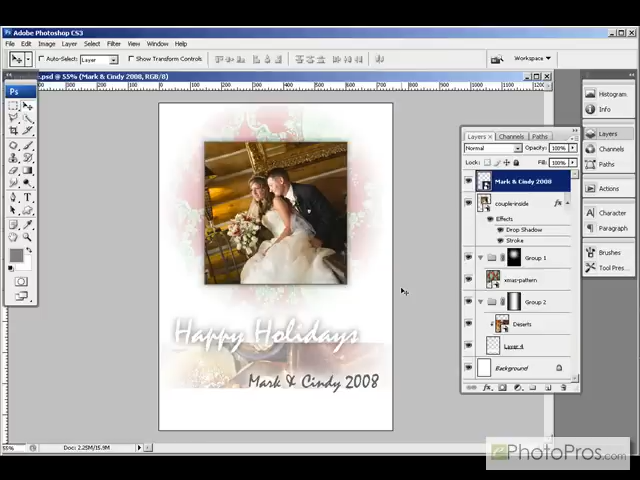 Adobe Photoshop CS3
File Edit Image Layer Select Filter View Window Help
Auto-Select: Layer Show Transform Controls Workspace
.psd @ 55% (Mark & Cindy 2008, RGB/8)
Ps
Happy Holidays
Mark & Cindy 2008
Layers Channels Paths
Normal Opacity: 100%
Lock: Fill: 100%
Mark & Cindy 2008
couple-inside fx
Effects
Drop Shadow
Stroke
Group 1
xmas-pattern
Group 2
Deserts
Layer 4
Background
Histogram
Info
Layers
Channels
Paths
Actions
Character
Paragraph
Brushes
Tool Pres...
55% Doc: 2.25M/15.9M
ePhotoPros.com